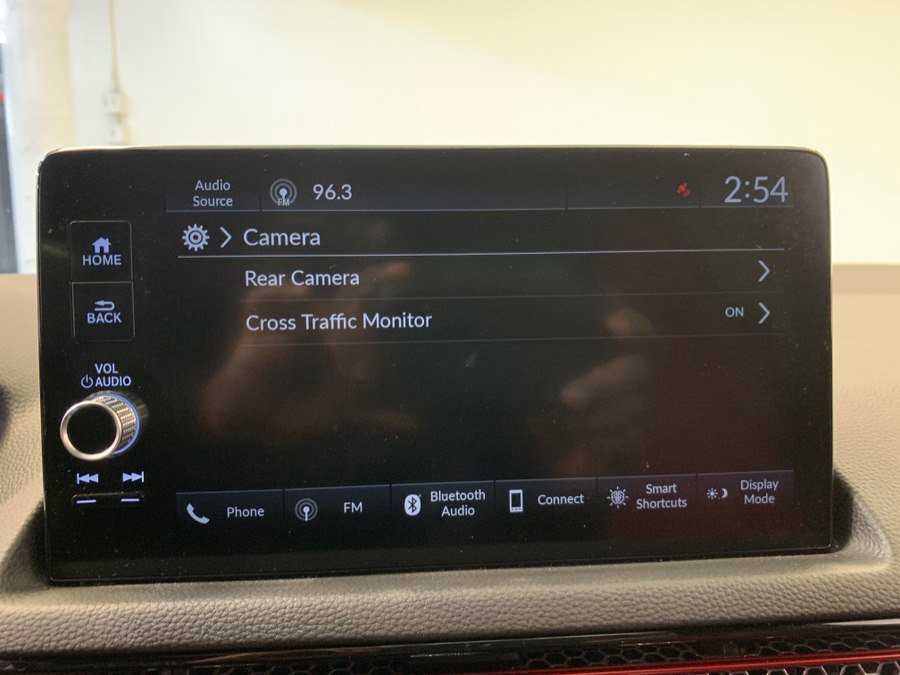 Audio
Source
FM
96.3
2:54
HOME
Camera
Rear Camera
BACK
Cross Traffic Monitor
ON
VOL
AUDIO
Phone
FM
Bluetooth
Audio
Connect
Smart
Shortcuts
Display
Mode